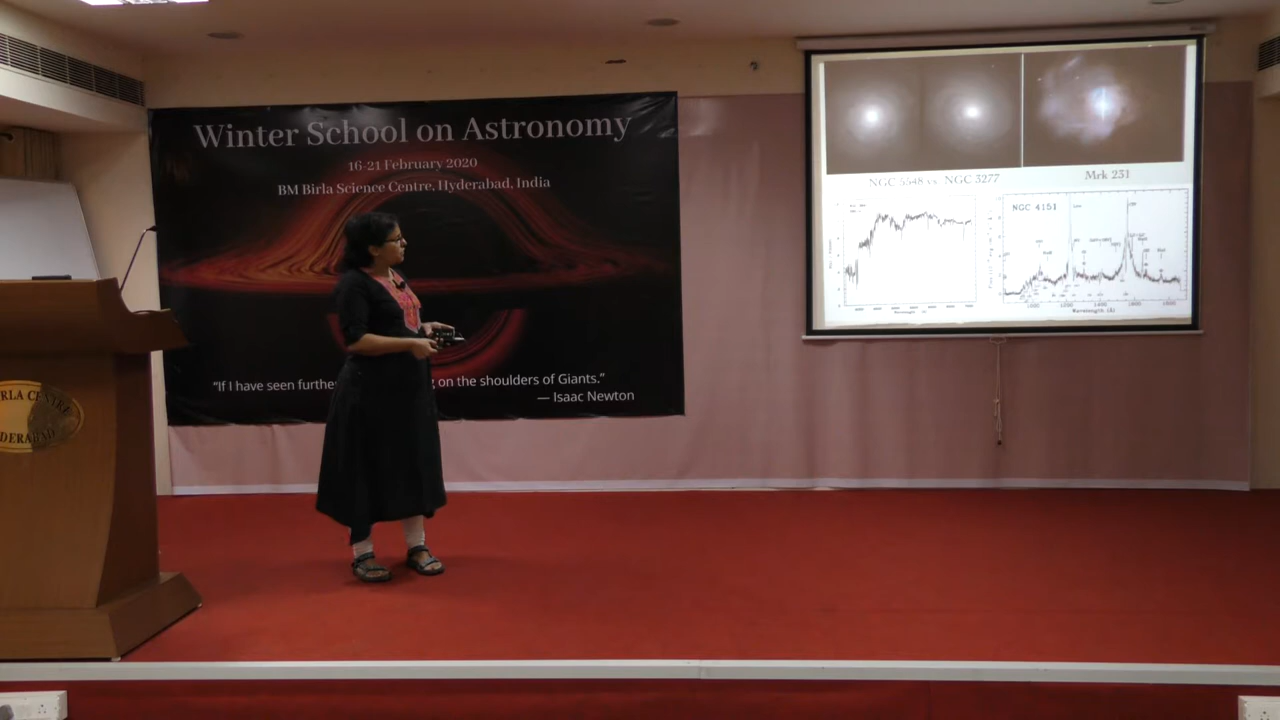 Winter School on Astronomy
16-21 February 2020
BM Birla Science Centre, Hyderabad, India
"If I have seen furthe g on the shoulders of Giants."
— Isaac Newton
NGC 5548 vs. NGC 3277
Mrk 231
NGC 4151
Wavelength (Å)
RLA CENTRE
DERABAD